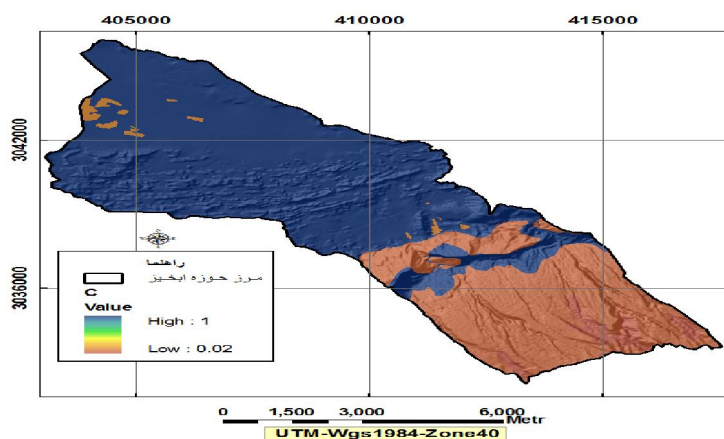 405000 410000 415000
3042000
3036000
راهنما
مرز حوزه ابخیز
C
Value
High : 1
Low : 0.02
0 1,500 3,000 6,000 Metr
UTM-Wgs1984-Zone40